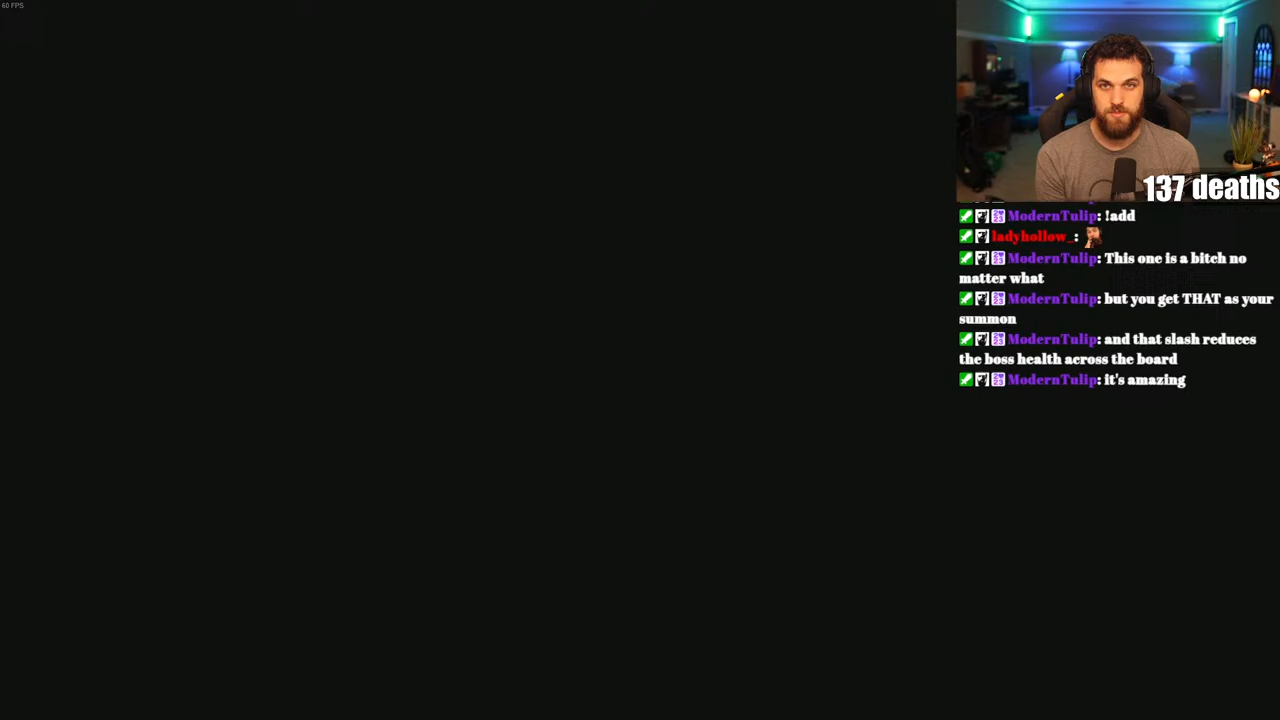 60 FPS
137 deaths
ModernTulip: !add
ladyhollow_:
ModernTulip: This one is a bitch no
matter what
ModernTulip: but you get THAT as your
summon
ModernTulip: and that slash reduces
the boss health across the board
ModernTulip: it's amazing